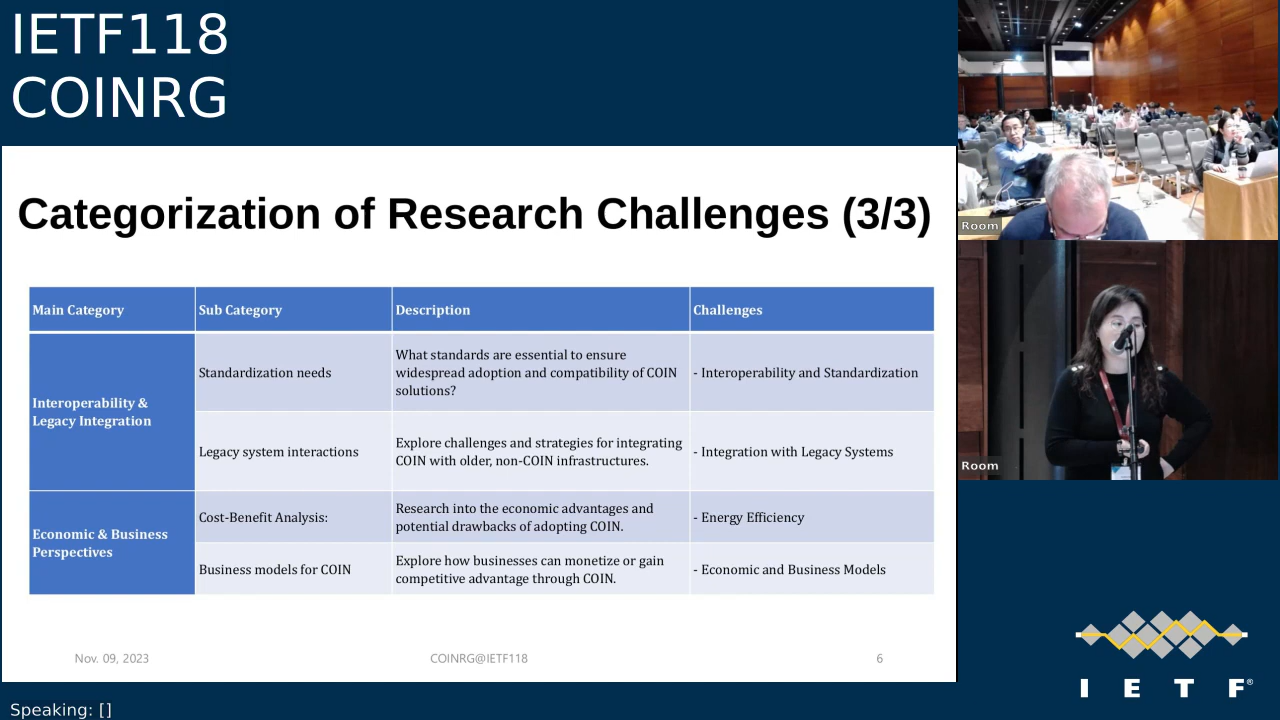 IETF118
COINRG
Categorization of Research Challenges (3/3)
Main Category
Sub Category
Description
Challenges
Interoperability &
Legacy Integration
Standardization needs
What standards are essential to ensure
widespread adoption and compatibility of COIN
solutions?
- Interoperability and Standardization
Legacy system interactions
Explore challenges and strategies for integrating
COIN with older, non-COIN infrastructures.
- Integration with Legacy Systems
Economic & Business
Perspectives
Cost-Benefit Analysis:
Research into the economic advantages and
potential drawbacks of adopting COIN.
- Energy Efficiency
Business models for COIN
Explore how businesses can monetize or gain
competitive advantage through COIN.
- Economic and Business Models
Nov. 09, 2023
COINRG@IETF118
6
Room
Room
I E T F®
Speaking: []